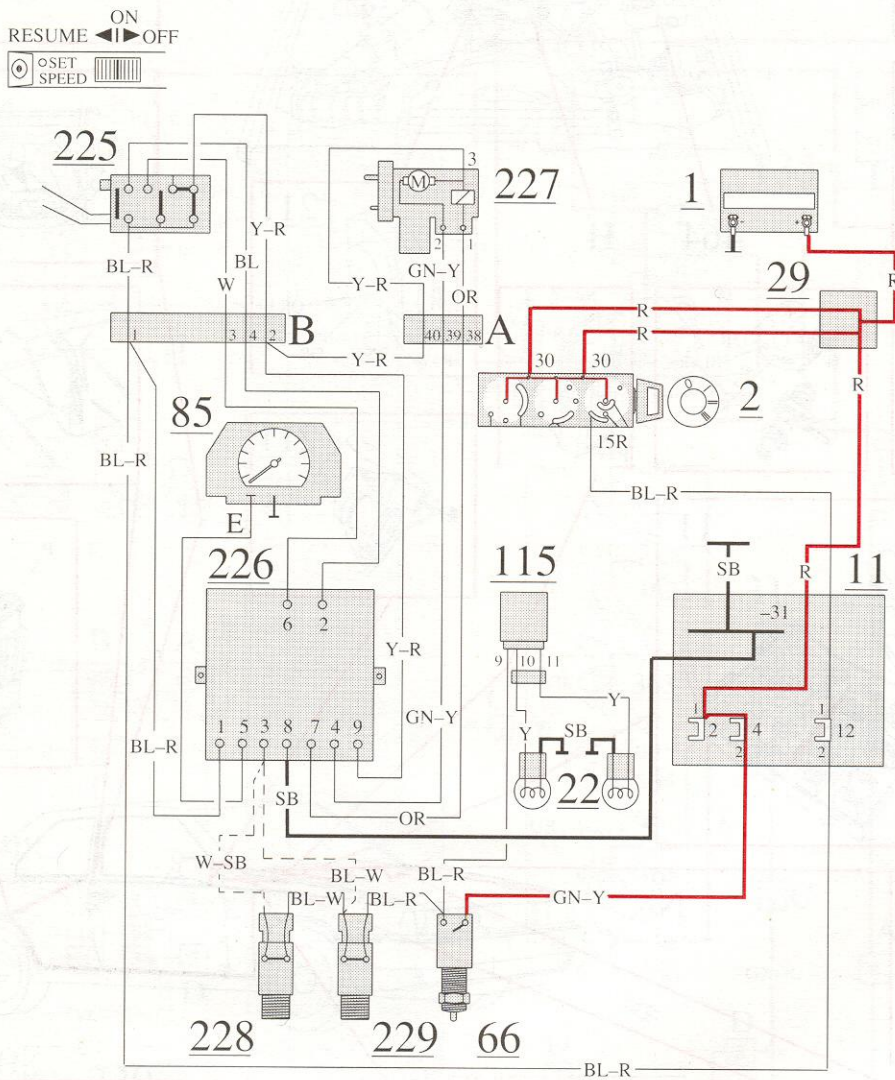 ON
RESUME OFF
SET
SPEED
225
3
227
1
- +
29
R
BL–R
W
BL
Y–R
2 1
GN–Y
Y–R
OR
R
R
1 3 4 2
B
40 39 38
A
Y–R
30 30
2
R
15R
85
BL–R
BL–R
E
226
115
SB
R
11
–31
6 2
9 10 11
Y–R
Y
1 5 3 8 7 4 9
GN–Y
BL–R
Y
SB
1
2
4
2
1
12
2
SB
22
OR
W–SB
BL–W
BL–W
BL–R
BL–R
GN–Y
228
229
66
BL–R